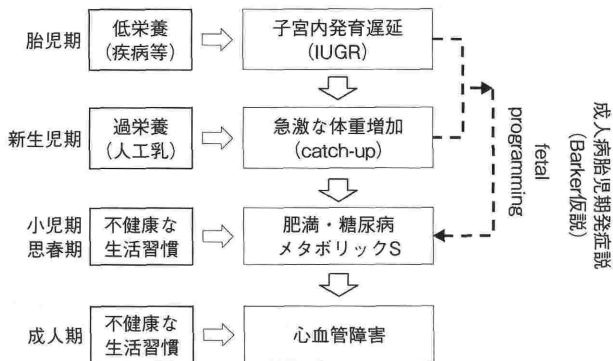 胎児期
低栄養
(疾病等)
子宮内発育遅延
(IUGR)
新生児期
過栄養
(人工乳)
急激な体重増加
(catch-up)
小児期
思春期
不健康な
生活習慣
肥満・糖尿病
メタボリックS
成人期
不健康な
生活習慣
心血管障害
fetal
programming
成人病胎児期発症説
(Barker仮説)